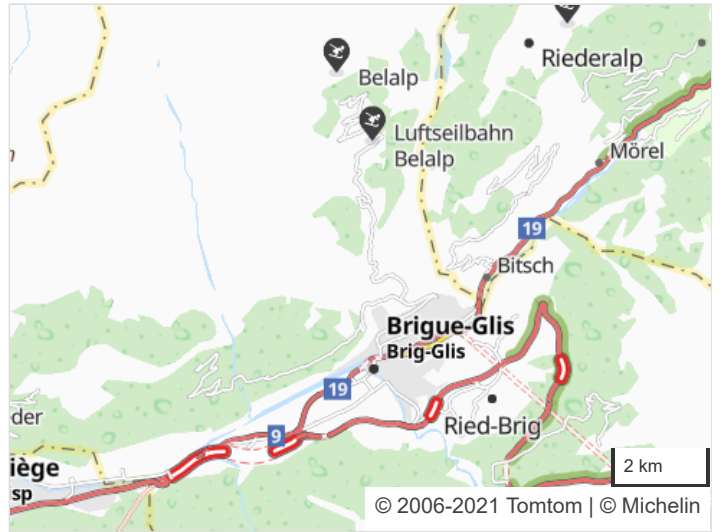 Riederalp
Belalp
Luftseilbahn
Belalp
Mörel
19
Bitsch
Brigue-Glis
Brig-Glis
19
eder
9
Ried-Brig
iège
sp
2 km
© 2006-2021 Tomtom | © Michelin